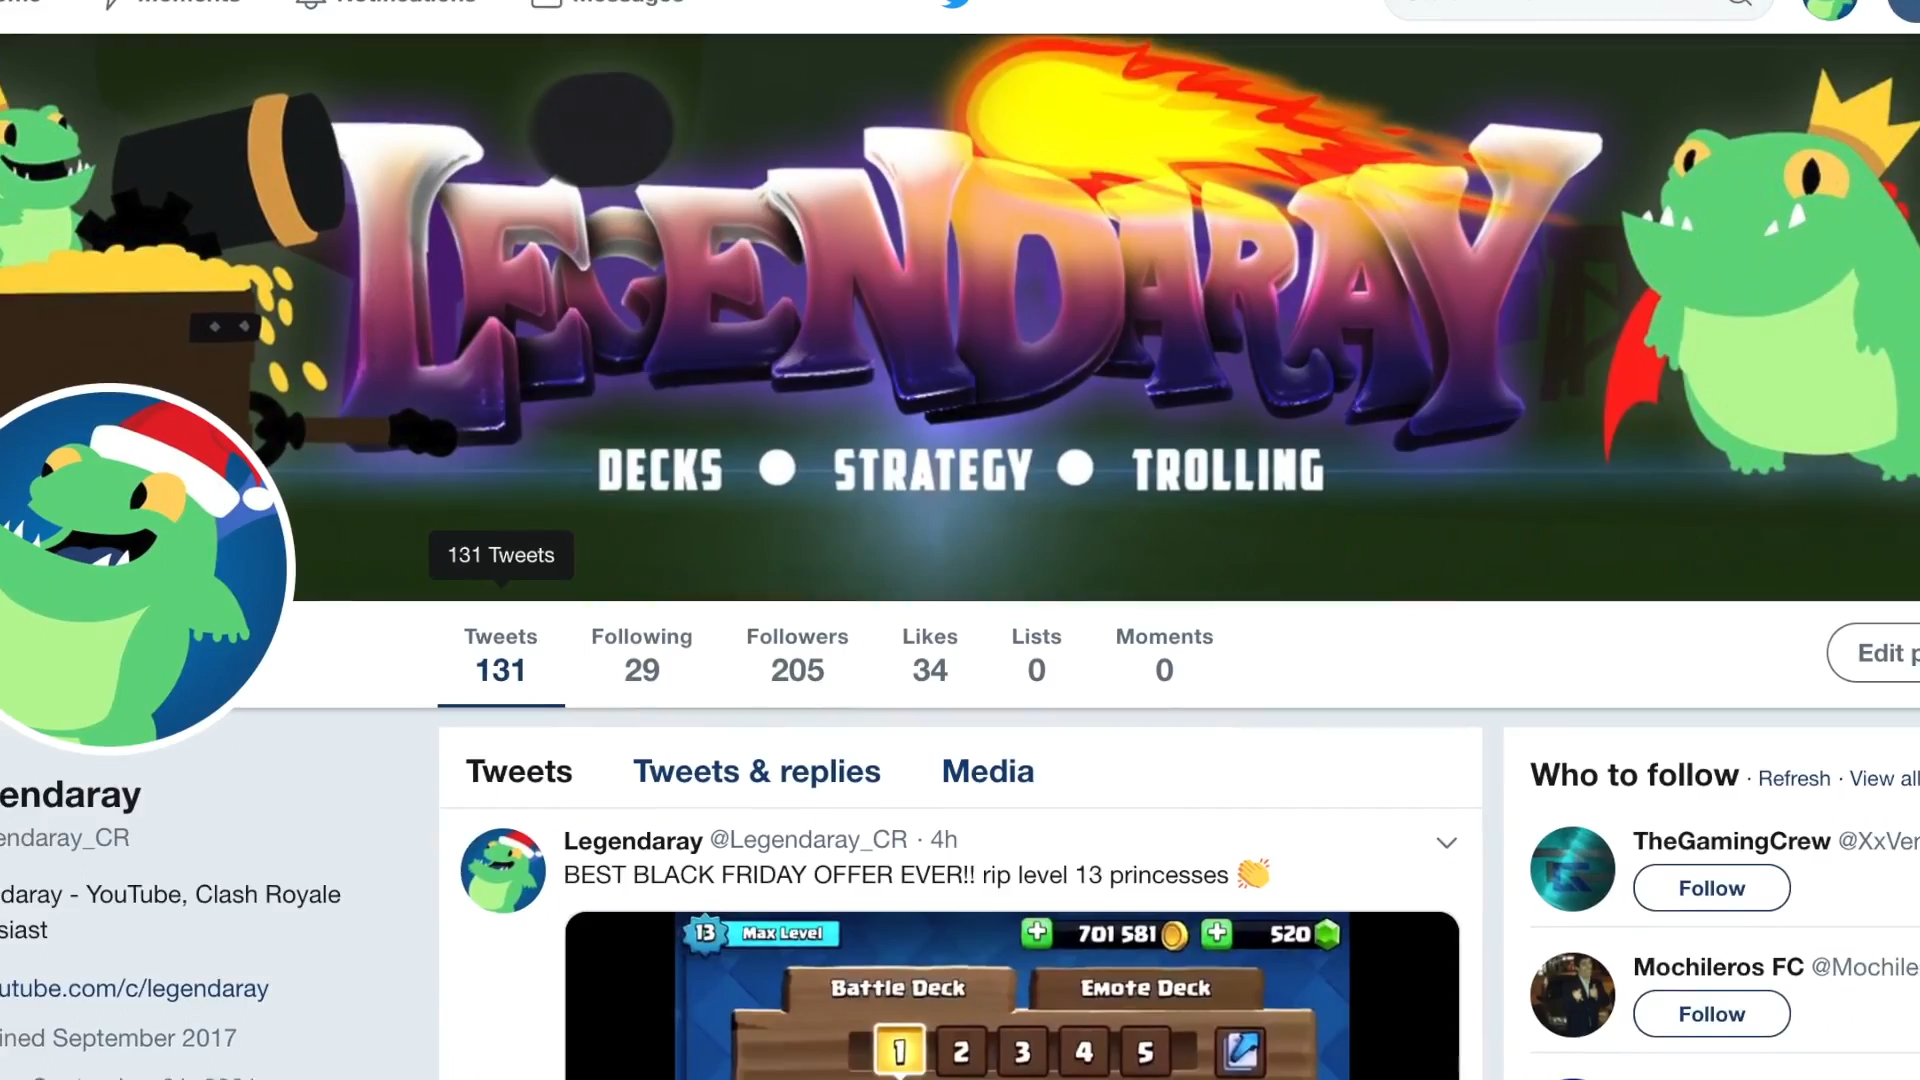 Moments
Notifications
Messages
LEGENDARAY
DECKS ● STRATEGY ● TROLLING
131 Tweets
Tweets Following Followers Likes Lists Moments
131 29 205 34 0 0
Edit p
endaray
endaray_CR
daray - YouTube, Clash Royale
siast
utube.com/c/legendaray
ined September 2017
Tweets Tweets & replies Media
Legendaray @Legendaray_CR · 4h
BEST BLACK FRIDAY OFFER EVER!! rip level 13 princesses 👏
13 Max Level 701 581 520
Battle Deck Emote Deck
1 2 3 4 5
Who to follow · Refresh · View all
TheGamingCrew @XxVer
Follow
Mochileros FC @Mochile
Follow